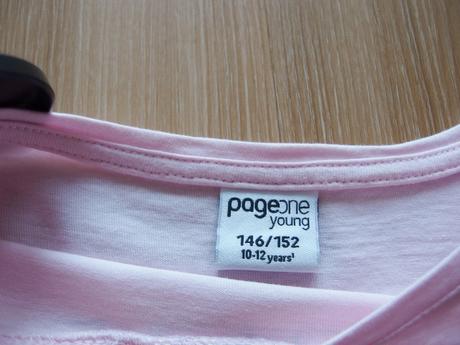 pageone
young
146/152
10-12 years¹